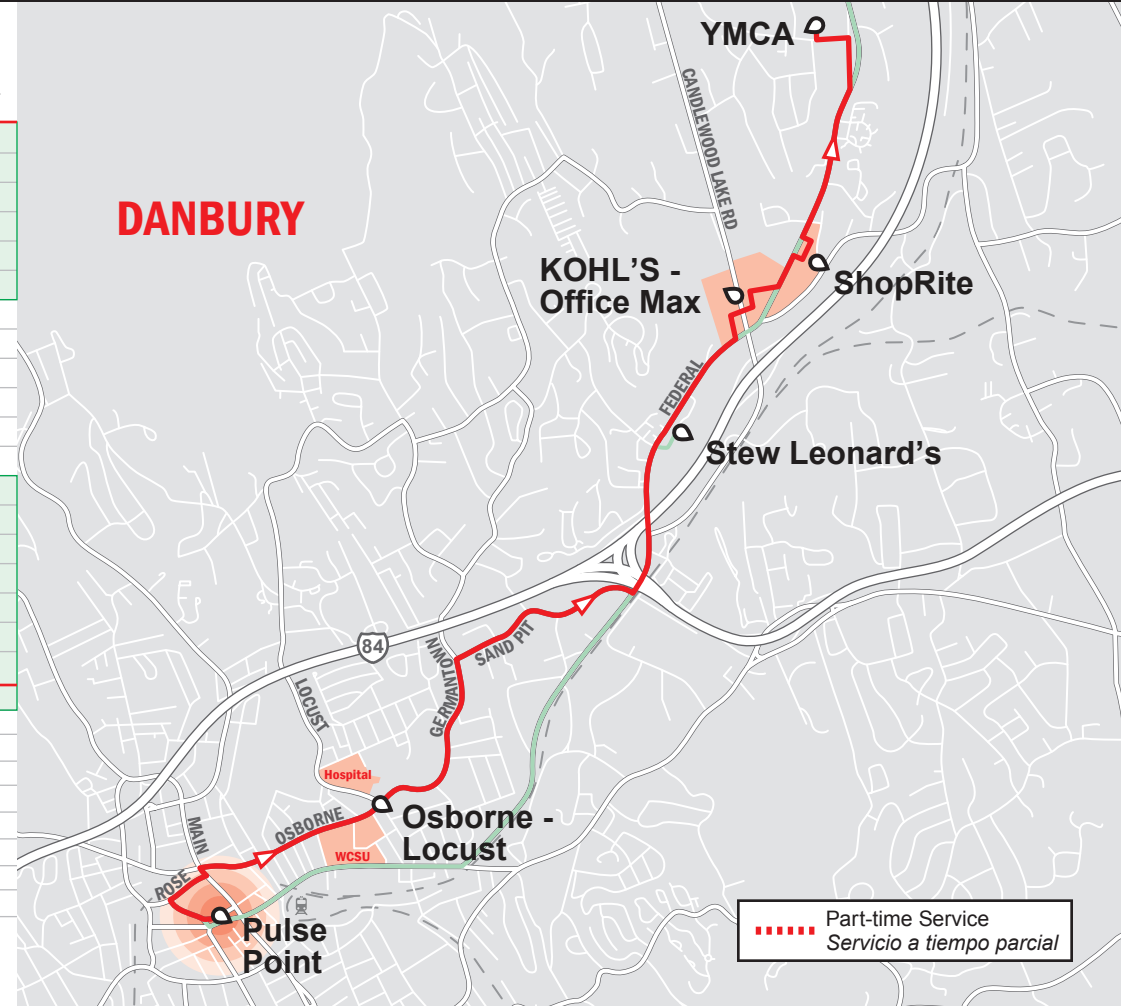 YMCA
CANDLEWOOD LAKE RD
DANBURY
KOHL'S -
Office Max
ShopRite
FEDERAL
Stew Leonard's
84
SAND PIT
GERMANTOWN
LOCUST
Hospital
OSBORNE
Osborne -
Locust
MAIN
WCSU
ROSE
Pulse
Point
Part-time Service
Servicio a tiempo parcial